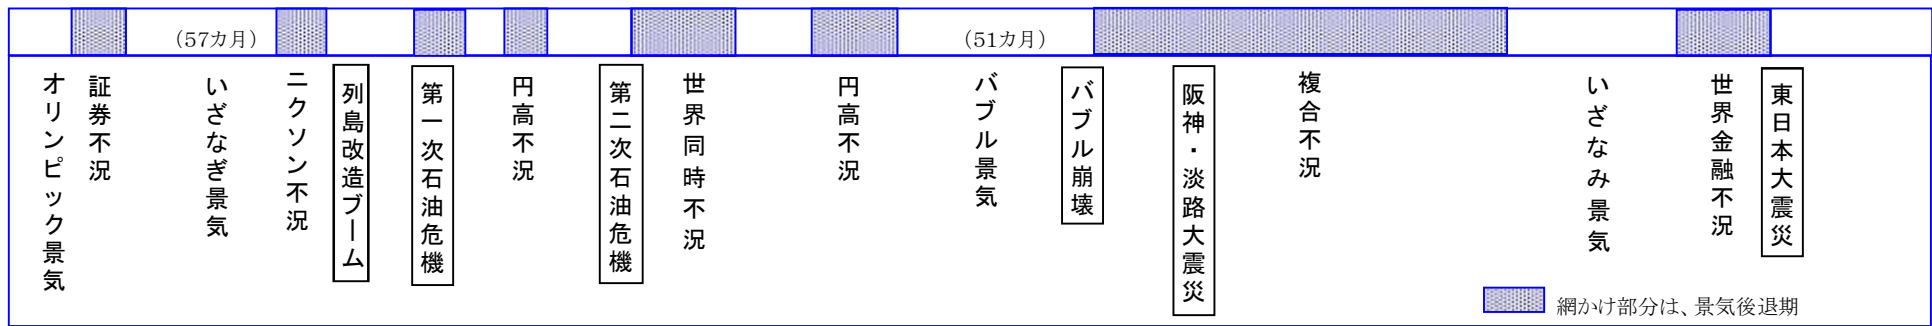 （57カ月）
（51カ月）
オリンピック景気
証券不況
いざなぎ景気
ニクソン不況
列島改造ブーム
第一次石油危機
円高不況
第二次石油危機
世界同時不況
円高不況
バブル景気
バブル崩壊
阪神・淡路大震災
複合不況
いざなみ景気
世界金融不況
東日本大震災
網かけ部分は、景気後退期